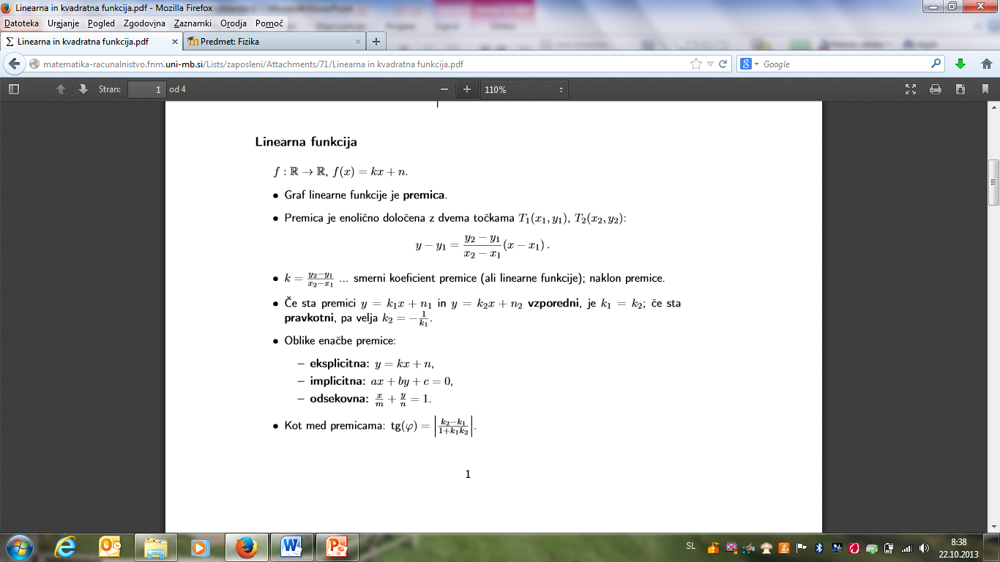 Linearna in kvadratna funkcija.pdf - Mozilla Firefox
Datoteka Urejanje Pogled Zgodovina Zaznamki Orodja Pomoč
∑ Linearna in kvadratna funkcija.pdf × Predmet: Fizika × +
matematika-racunalnistvo.fnm.uni-mb.si/Lists/zaposleni/Attachments/71/Linearna in kvadratna funkcija.pdf
Google
Stran: 1 od 4 − + 110%
Linearna funkcija
f : ℝ → ℝ, f(x) = kx + n.
• Graf linearne funkcije je premica.
• Premica je enolično določena z dvema točkama T₁(x₁, y₁), T₂(x₂, y₂):
y − y₁ = \frac{y₂ − y₁}{x₂ − x₁}(x − x₁).
• k = \frac{y₂−y₁}{x₂−x₁} ... smerni koeficient premice (ali linearne funkcije); naklon premice.
• Če sta premici y = k₁x + n₁ in y = k₂x + n₂ vzporedni, je k₁ = k₂; če sta
pravkotni, pa velja k₂ = −\frac{1}{k₁}.
• Oblike enačbe premice:
– eksplicitna: y = kx + n,
– implicitna: ax + by + c = 0,
– odsekovna: \frac{x}{m} + \frac{y}{n} = 1.
• Kot med premicama: tg(φ) = |\frac{k₂−k₁}{1+k₁k₂}|.
1
SL
8:38
22.10.2013